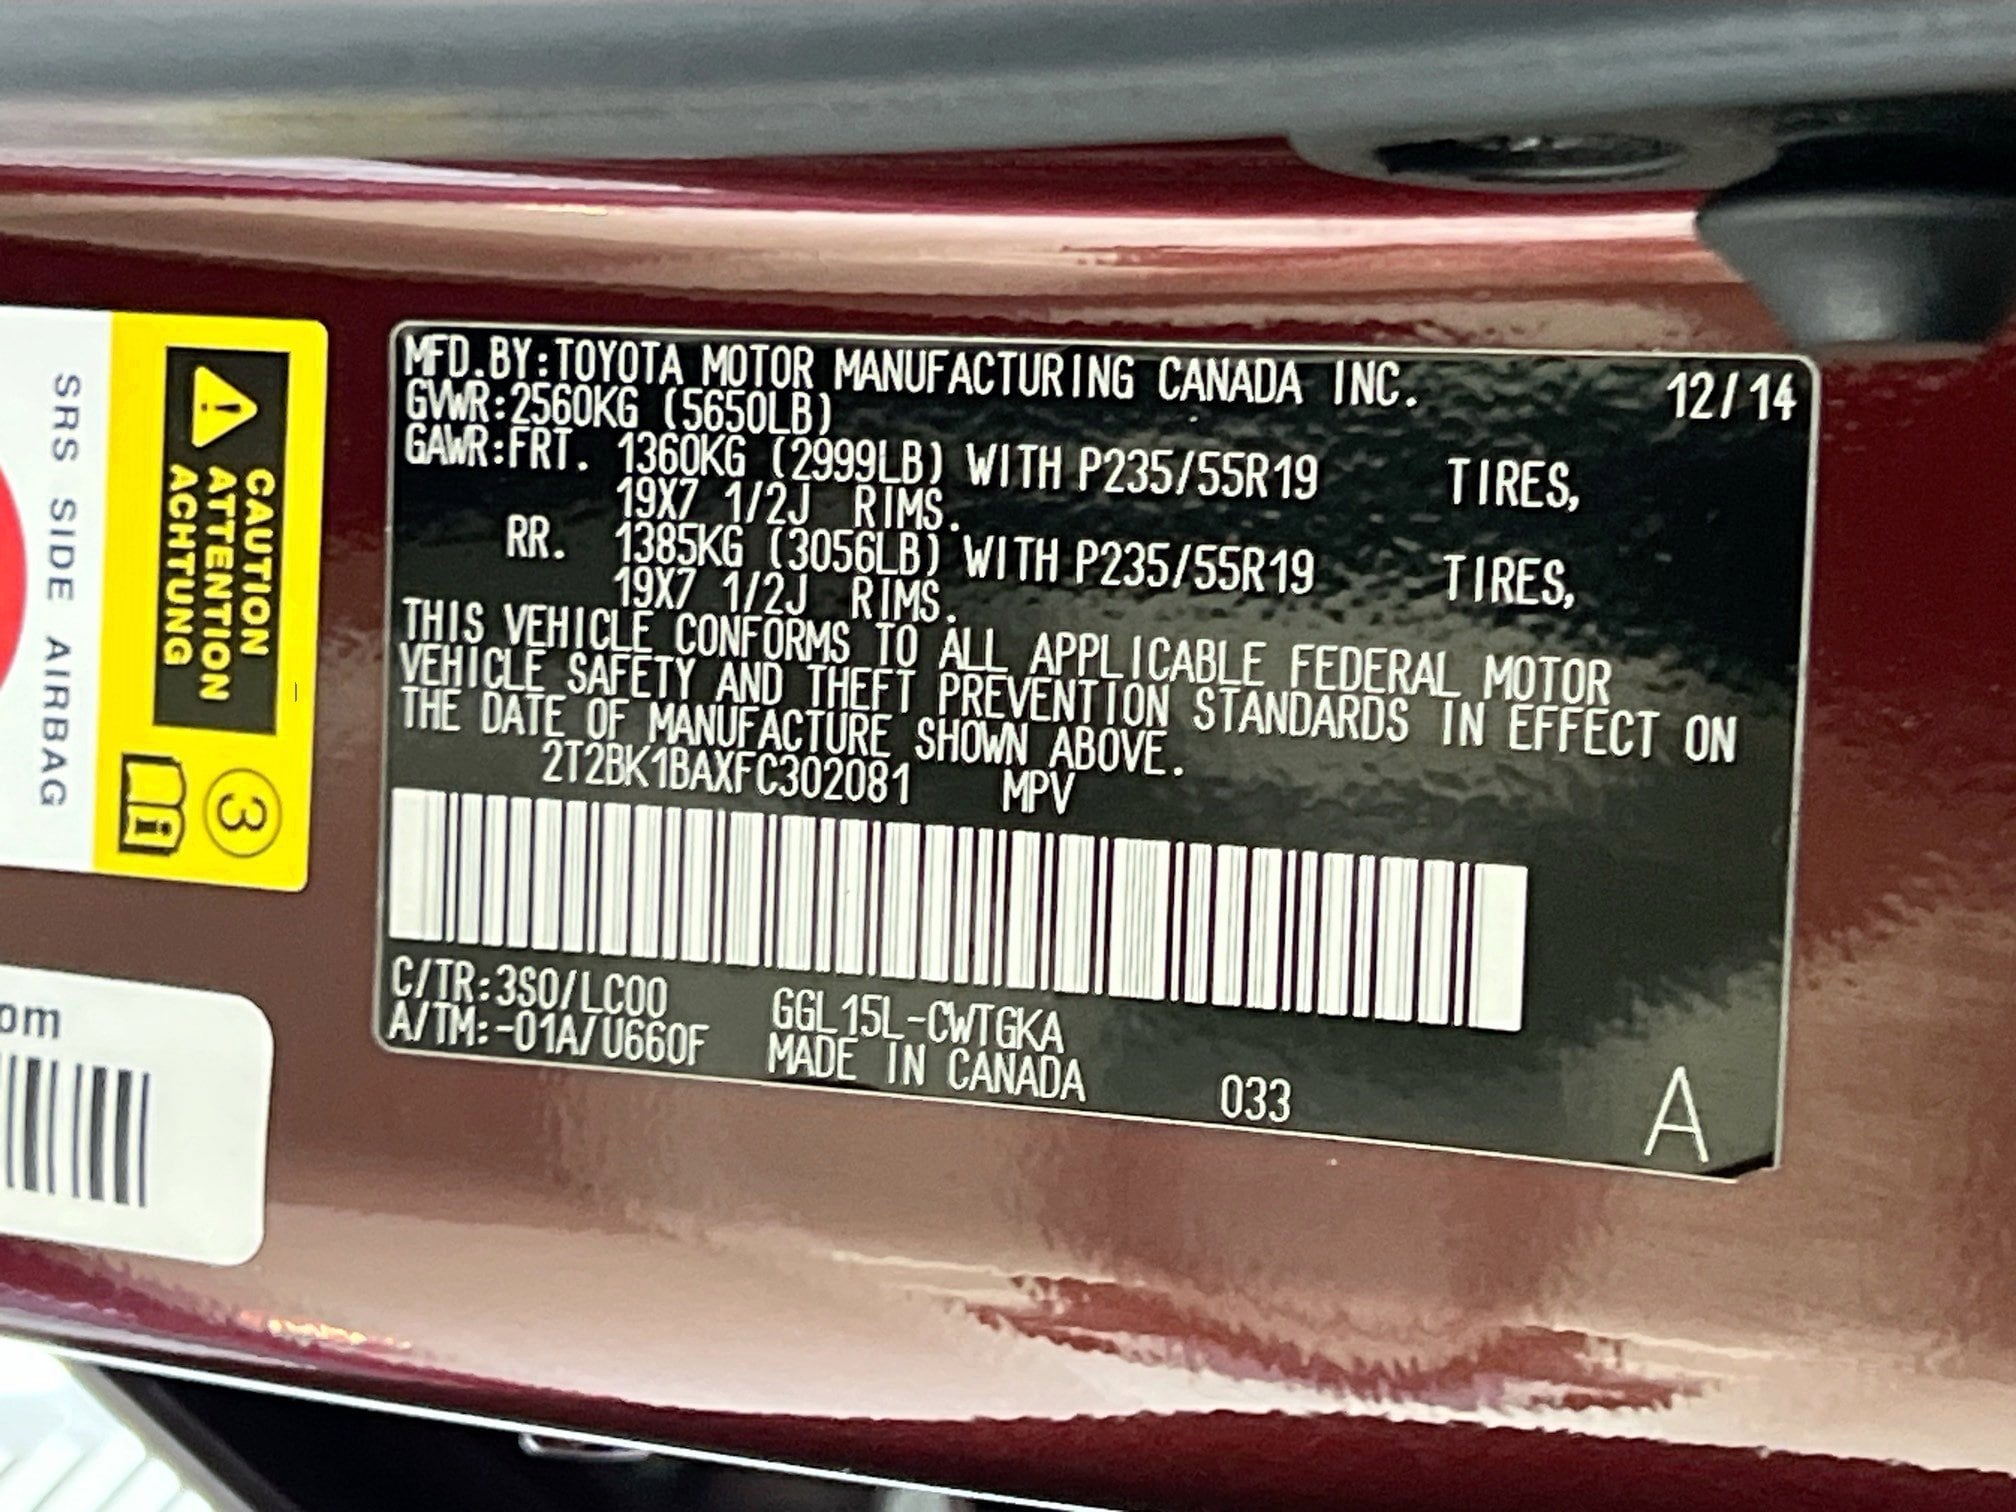 MFD.BY:TOYOTA MOTOR MANUFACTURING CANADA INC. 12/14
GVWR:2560KG (5650LB)
GAWR:FRT. 1360KG (2999LB) WITH P235/55R19 TIRES,
19X7 1/2J RIMS.
RR. 1385KG (3056LB) WITH P235/55R19 TIRES,
19X7 1/2J RIMS.
THIS VEHICLE CONFORMS TO ALL APPLICABLE FEDERAL MOTOR
VEHICLE SAFETY AND THEFT PREVENTION STANDARDS IN EFFECT ON
THE DATE OF MANUFACTURE SHOWN ABOVE.
2T2BK1BAXFC302081 MPV
C/TR:3S0/LC00 GGL15L-CWTGKA
A/TM:-01A/U660F MADE IN CANADA 033 A
CAUTION
ATTENTION
ACHTUNG
3
SRS SIDE AIRBAG
om